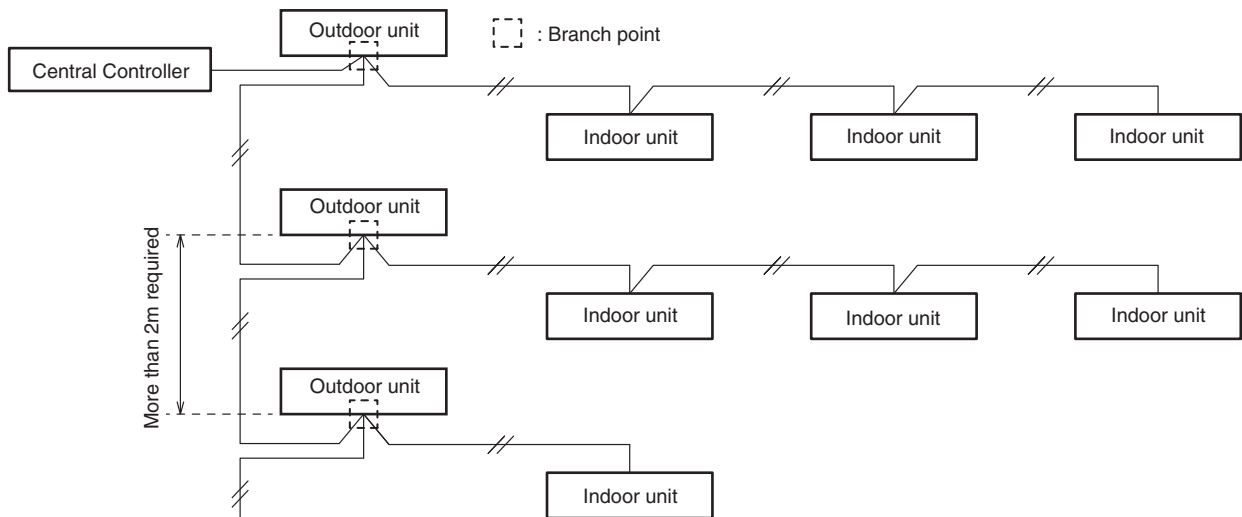 Outdoor unit
: Branch point
Central Controller
Indoor unit
Indoor unit
Indoor unit
Outdoor unit
More than 2m required
Indoor unit
Indoor unit
Indoor unit
Outdoor unit
Indoor unit